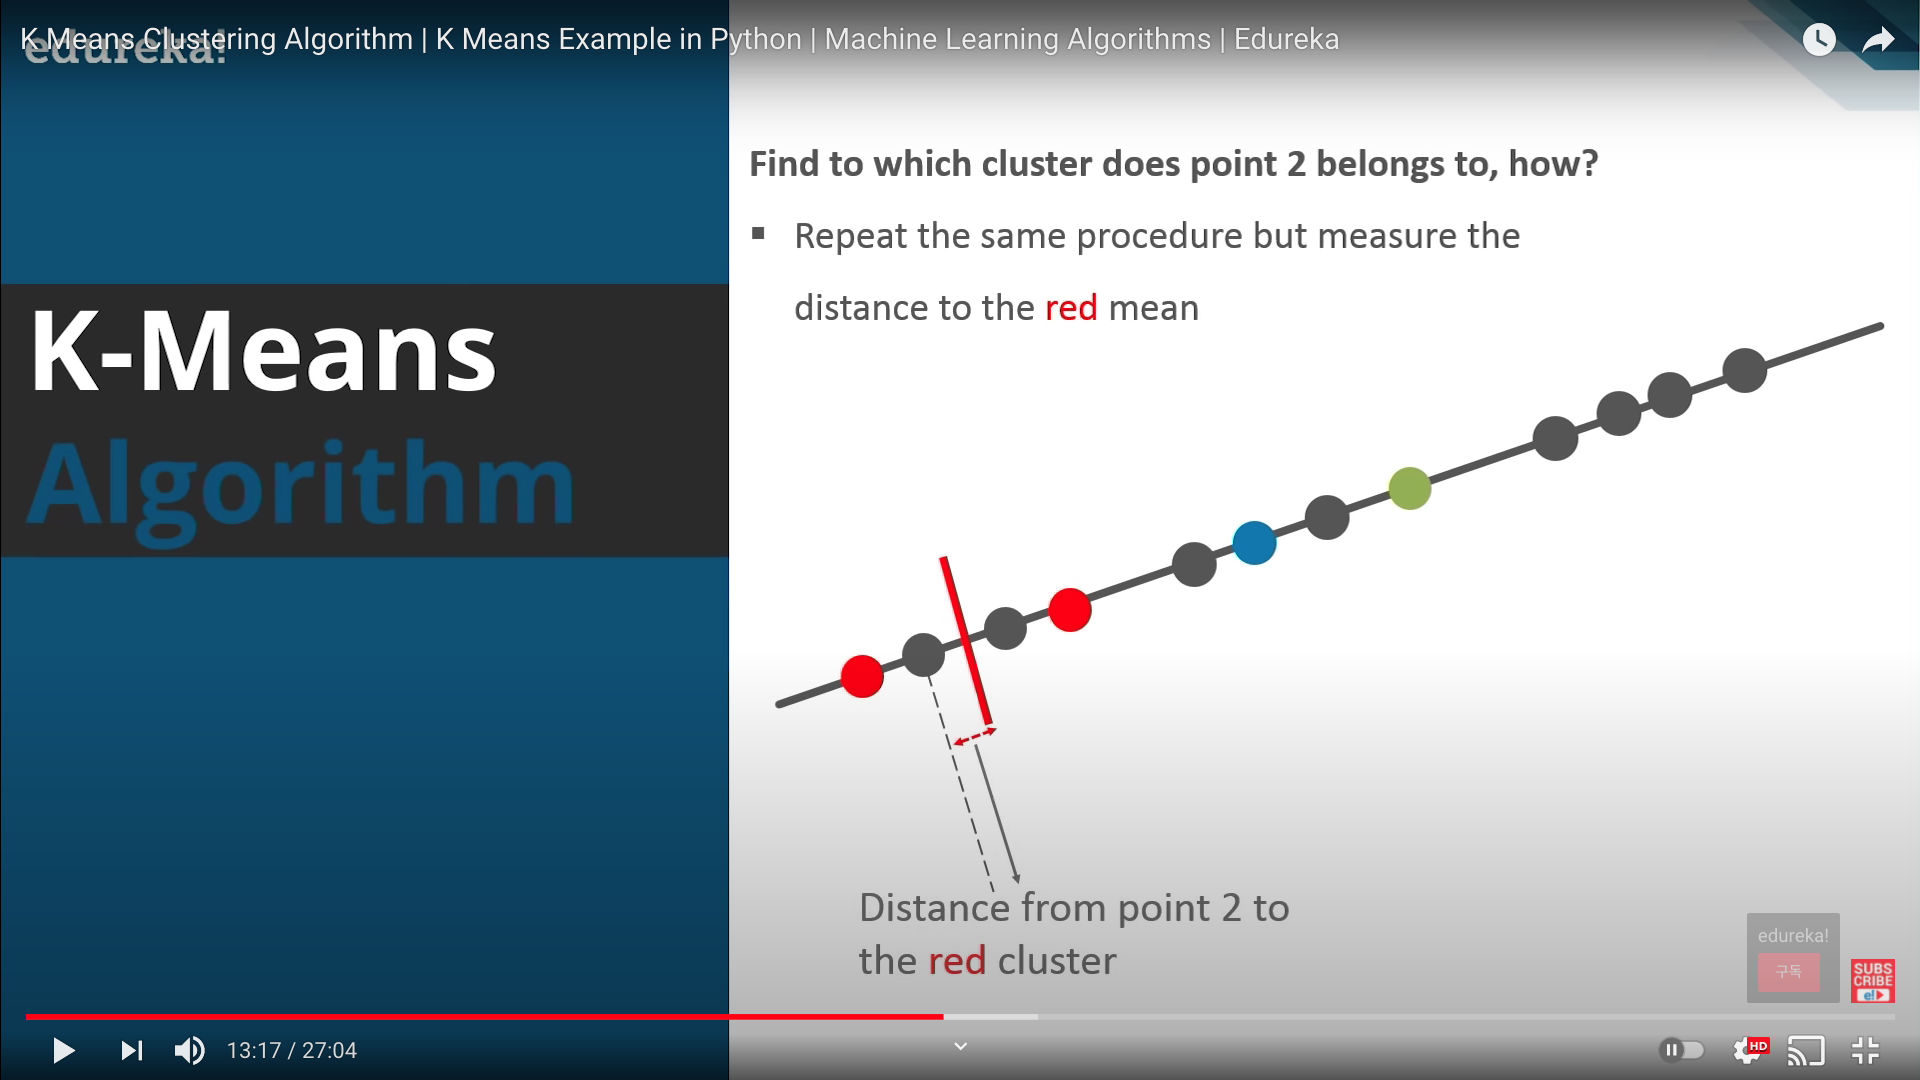 K Means Clustering Algorithm | K Means Example in Python | Machine Learning Algorithms | Edureka
edureka!
Find to which cluster does point 2 belongs to, how?
▪ Repeat the same procedure but measure the
distance to the red mean
K-Means
Algorithm
Distance from point 2 to
the red cluster
edureka!
구독
SUBS
CRIBE
e!
13:17 / 27:04
HD